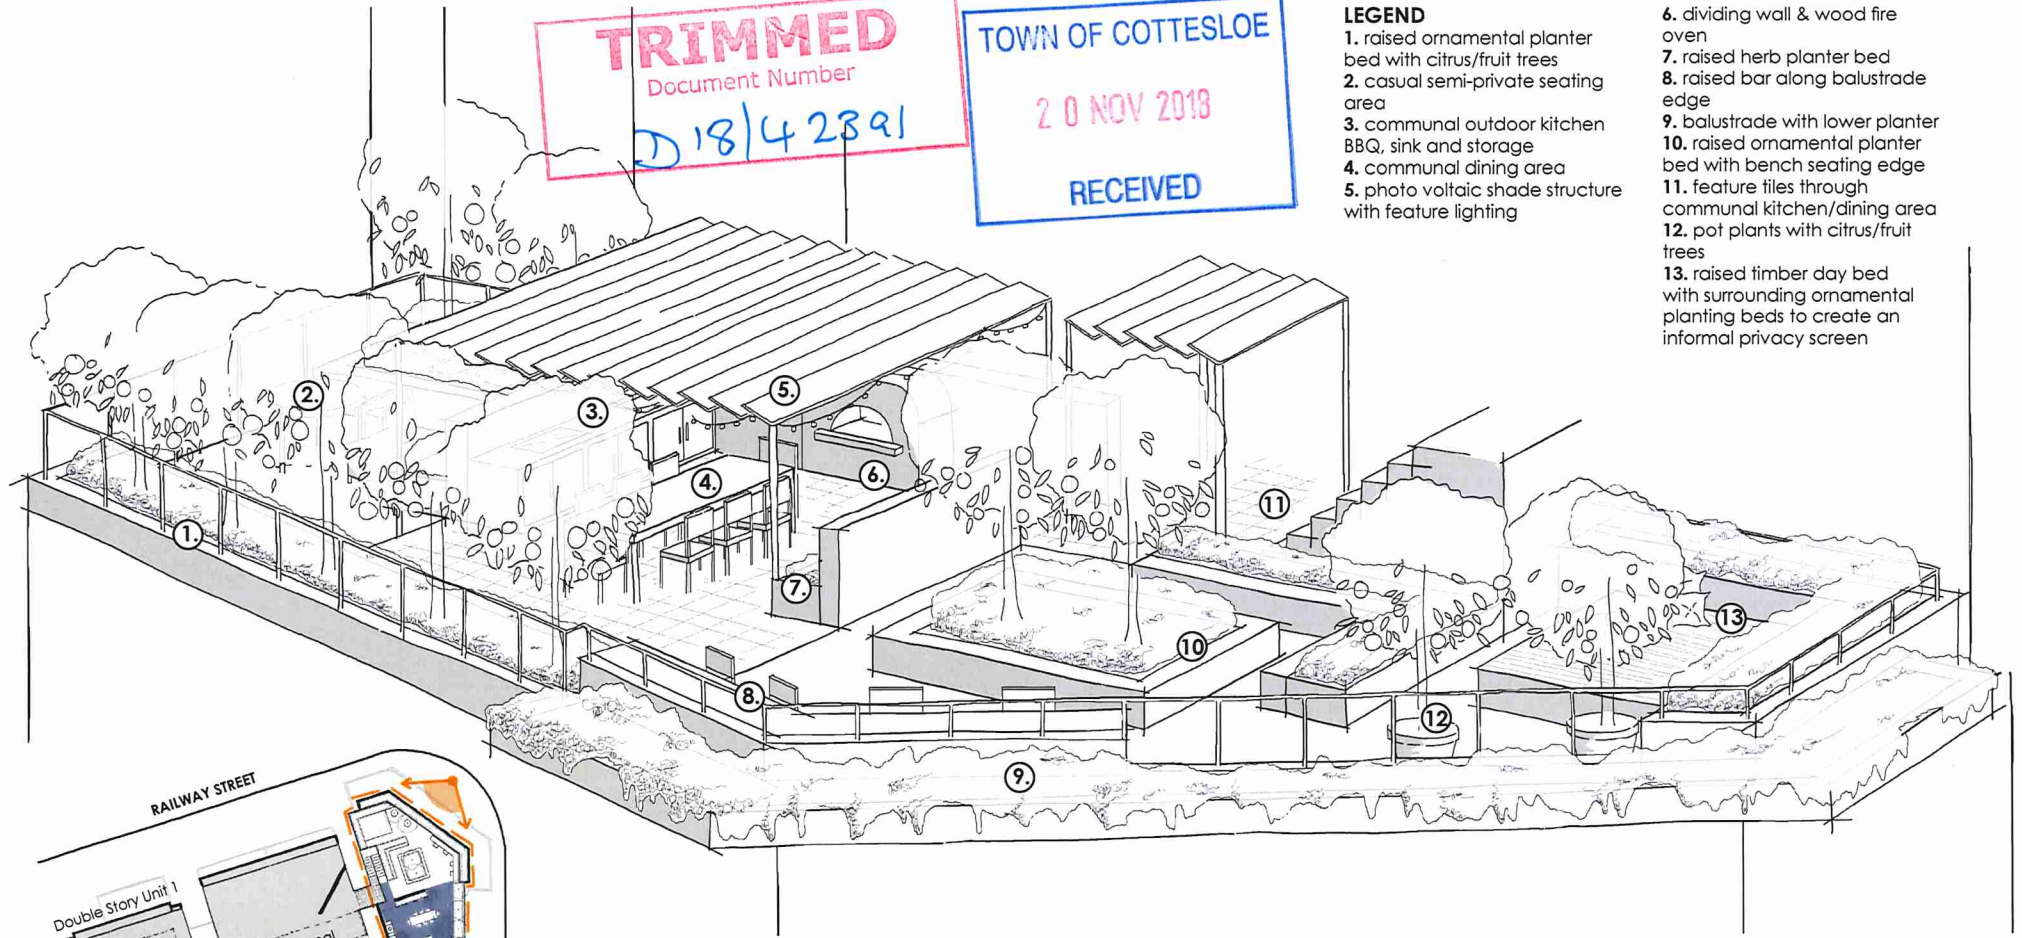 TRIMMED
Document Number
D18/42391
TOWN OF COTTESLOE
20 NOV 2018
RECEIVED
LEGEND
1. raised ornamental planter
bed with citrus/fruit trees
2. casual semi-private seating
area
3. communal outdoor kitchen
BBQ, sink and storage
4. communal dining area
5. photo voltaic shade structure
with feature lighting
6. dividing wall & wood fire
oven
7. raised herb planter bed
8. raised bar along balustrade
edge
9. balustrade with lower planter
10. raised ornamental planter
bed with bench seating edge
11. feature tiles through
communal kitchen/dining area
12. pot plants with citrus/fruit
trees
13. raised timber day bed
with surrounding ornamental
planting beds to create an
informal privacy screen
2.
5.
3.
6.
4.
11
1.
7.
13
10
8.
12
9.
RAILWAY STREET
Double Story Unit 1